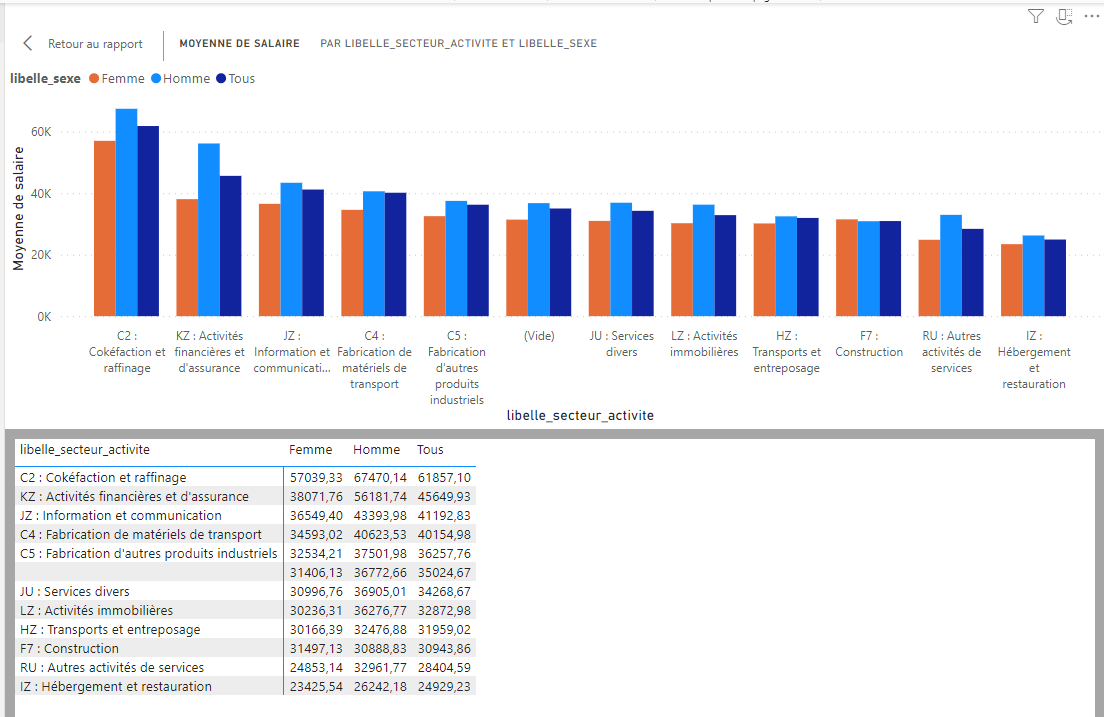 Retour au rapport
MOYENNE DE SALAIRE PAR LIBELLE_SECTEUR_ACTIVITE ET LIBELLE_SEXE
libelle_sexe Femme Homme Tous
Moyenne de salaire
60K
40K
20K
0K
C2 :
Cokéfaction et
raffinage
KZ : Activités
financières et
d'assurance
JZ :
Information et
communicati...
C4 :
Fabrication de
matériels de
transport
C5 :
Fabrication
d'autres
produits
industriels
(Vide)
JU : Services
divers
LZ : Activités
immobilières
HZ :
Transports et
entreposage
F7 :
Construction
RU : Autres
activités de
services
IZ :
Hébergement
et
restauration
libelle_secteur_activite
libelle_secteur_activite Femme Homme Tous
C2 : Cokéfaction et raffinage 57039,33 67470,14 61857,10
KZ : Activités financières et d'assurance 38071,76 56181,74 45649,93
JZ : Information et communication 36549,40 43393,98 41192,83
C4 : Fabrication de matériels de transport 34593,02 40623,53 40154,98
C5 : Fabrication d'autres produits industriels 32534,21 37501,98 36257,76
31406,13 36772,66 35024,67
JU : Services divers 30996,76 36905,01 34268,67
LZ : Activités immobilières 30236,31 36276,77 32872,98
HZ : Transports et entreposage 30166,39 32476,88 31959,02
F7 : Construction 31497,13 30888,83 30943,86
RU : Autres activités de services 24853,14 32961,77 28404,59
IZ : Hébergement et restauration 23425,54 26242,18 24929,23